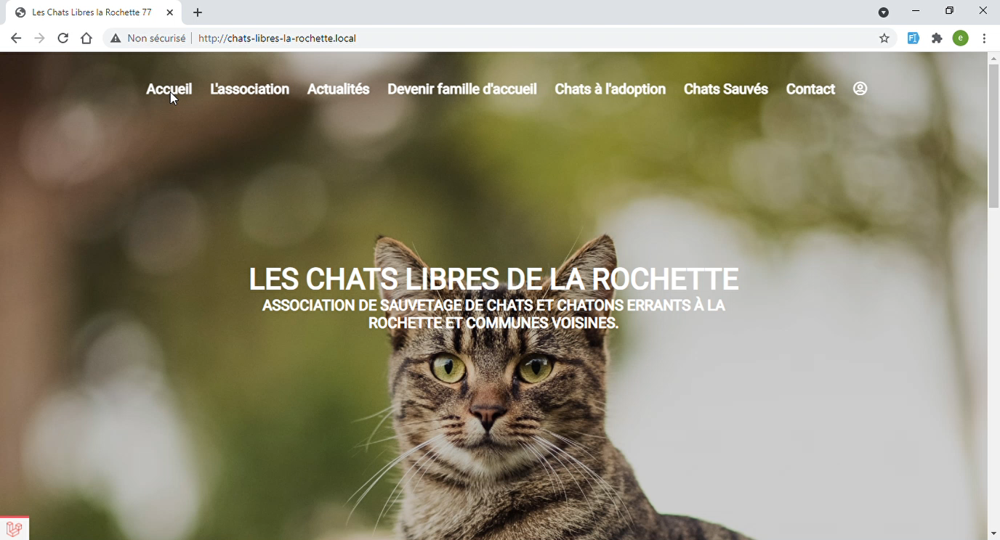 Les Chats Libres la Rochette 77
Non sécurisé http://chats-libres-la-rochette.local
e
Accueil L'association Actualités Devenir famille d'accueil Chats à l'adoption Chats Sauvés Contact
LES CHATS LIBRES DE LA ROCHETTE
ASSOCIATION DE SAUVETAGE DE CHATS ET CHATONS ERRANTS À LA
ROCHETTE ET COMMUNES VOISINES.